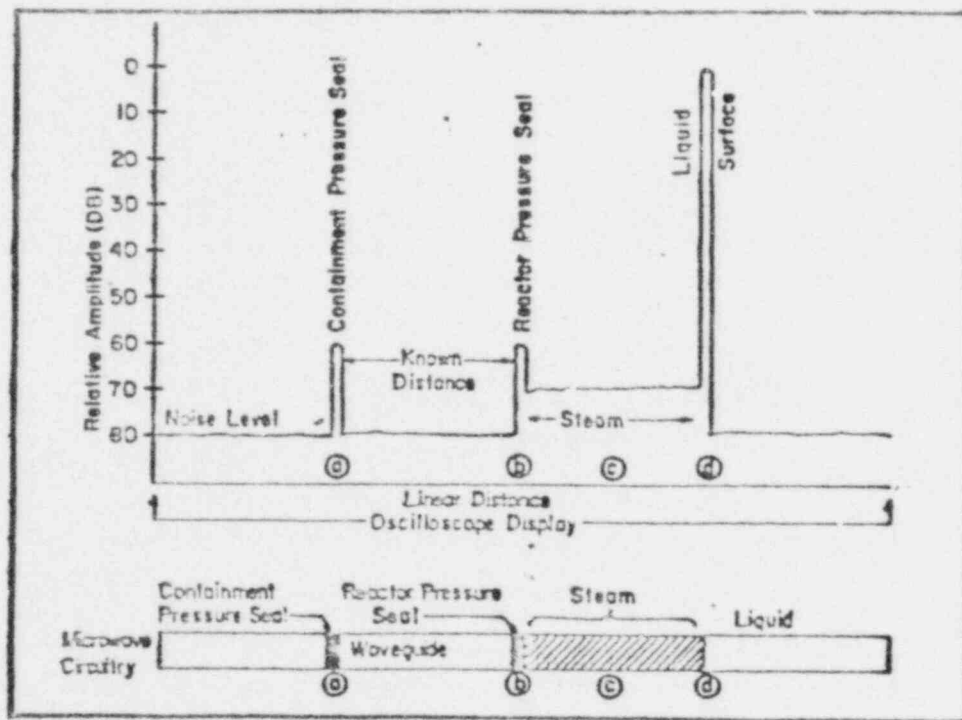 0
10
20
30
40
50
60
70
80
Relative Amplitude (DB)
Containment Pressure Seal
Reactor Pressure Seal
Liquid
Surface
Known
Distance
Noise Level
Steam
a
b
c
d
Linear Distance
Oscilloscope Display
Containment
Pressure Seal
Reactor Pressure
Seal
Steam
Liquid
Microwave
Circuitry
Waveguide
a
b
c
d